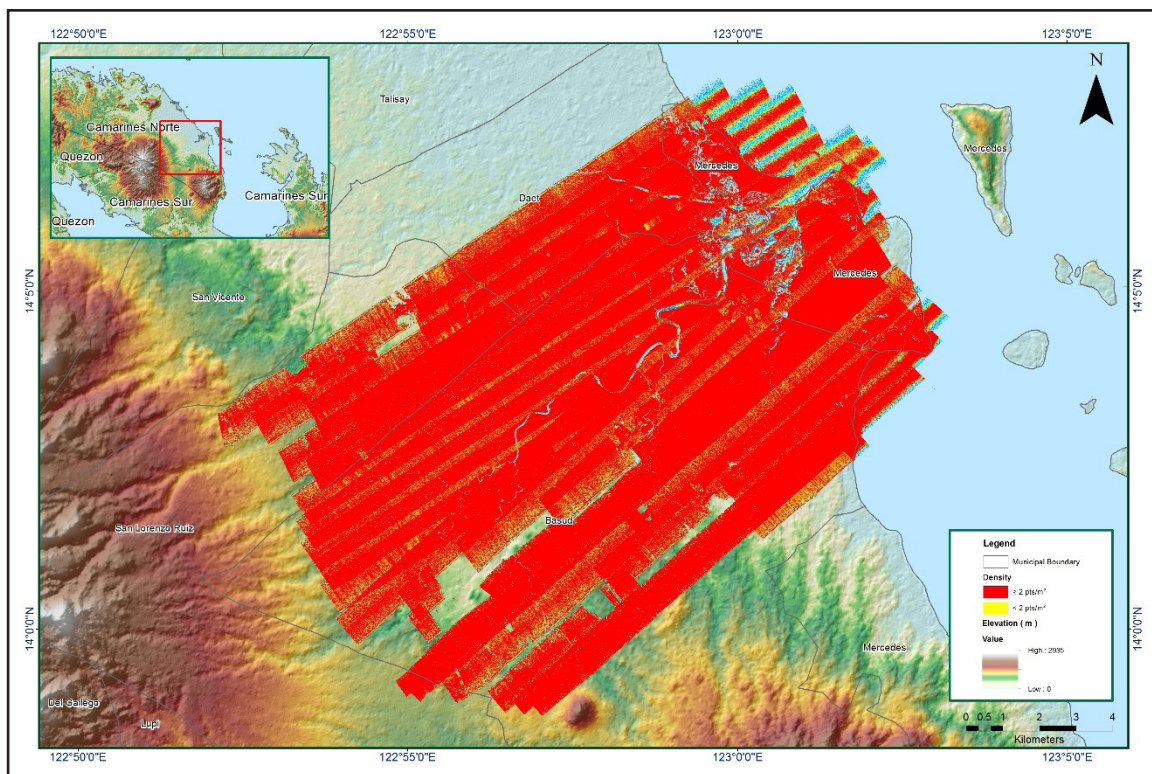 122°50'0"E
122°55'0"E
123°0'0"E
123°5'0"E
N
Camarines Norte
Quezon
Camarines Sur
Camarines Sur
Quezon
Talisay
Mercedes
Mercedes
Daet
Mercedes
San Vicente
14°5'0"N
14°5'0"N
San Lorenzo Ruiz
Basud
14°0'0"N
14°0'0"N
Mercedes
Del Gallego
Lupi
Legend
Municipal Boundary
Density
≥ 2 pts/m²
< 2 pts/m²
Elevation ( m )
Value
High : 2935
Low : 0
0 0.5 1 2 3 4
Kilometers
122°50'0"E
122°55'0"E
123°0'0"E
123°5'0"E